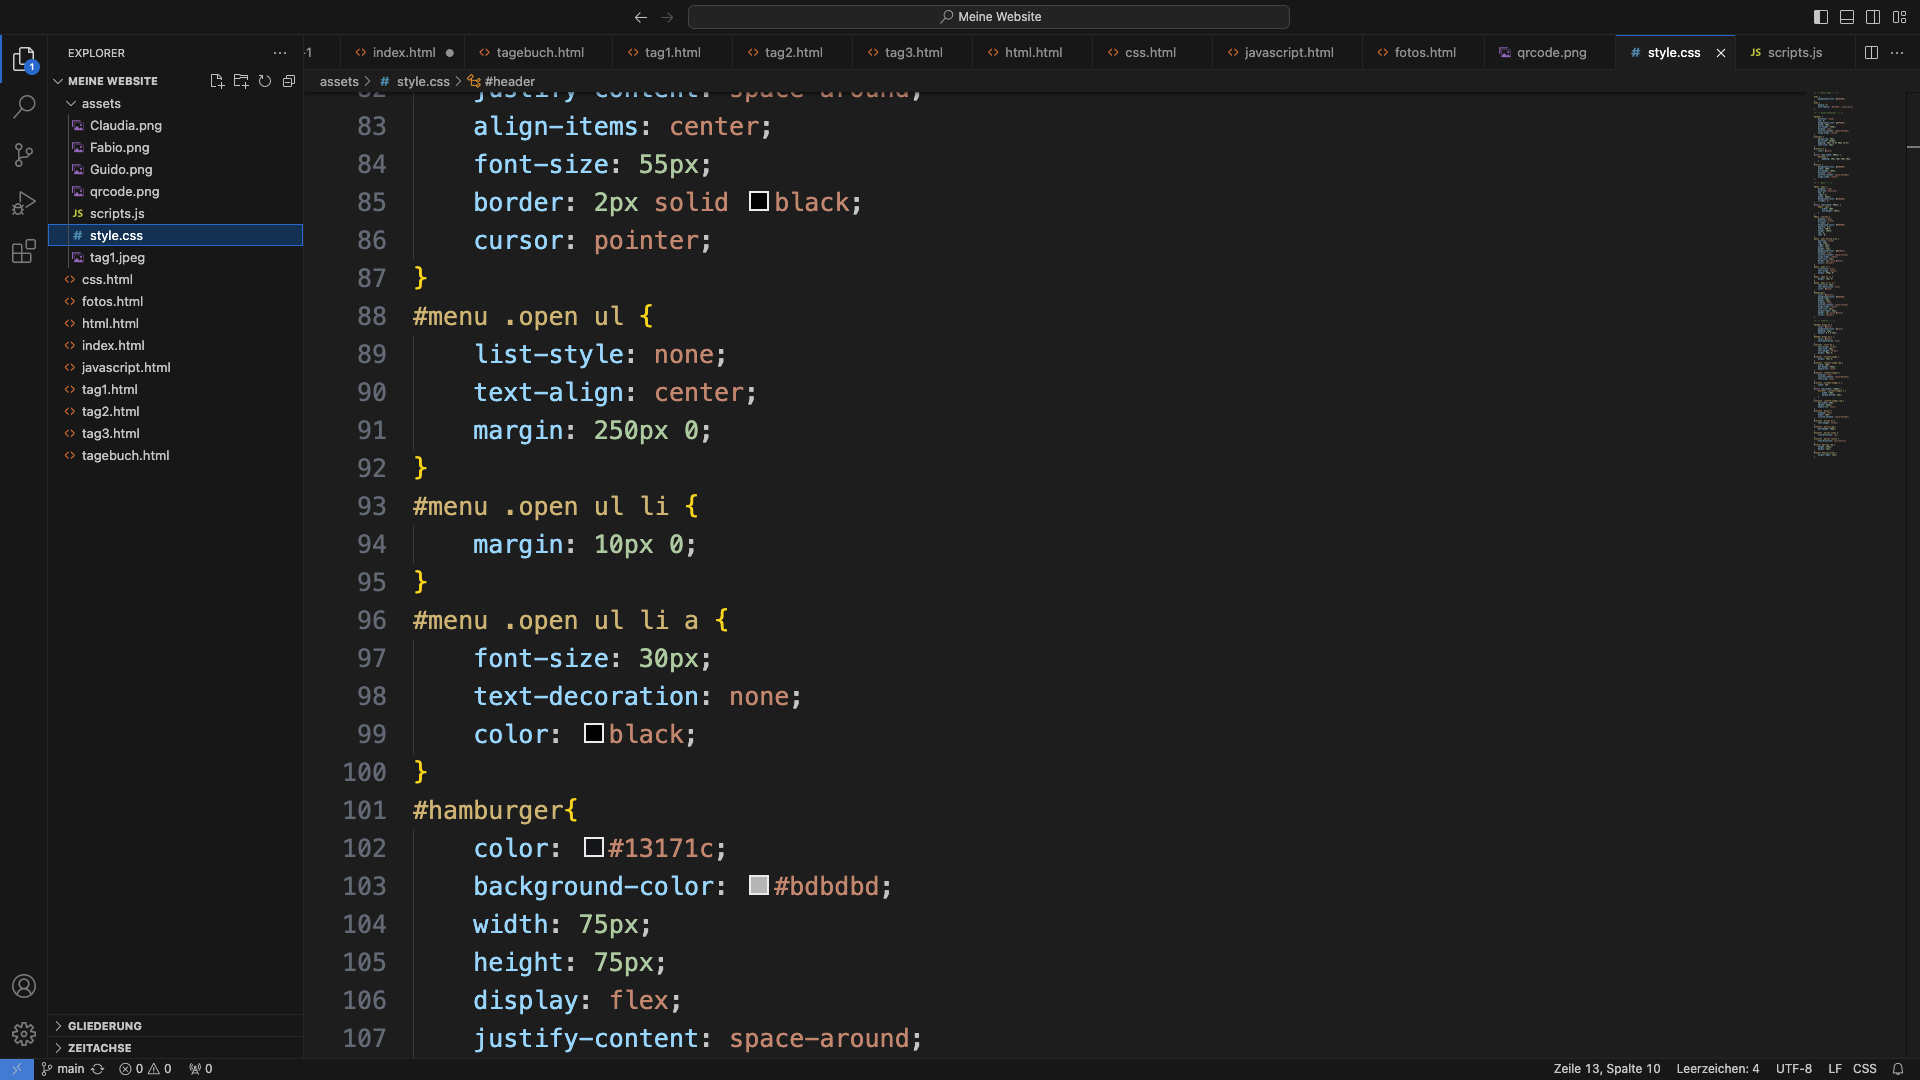 Meine Website
EXPLORER
-1
index.html
tagebuch.html
tag1.html
tag2.html
tag3.html
html.html
css.html
javascript.html
fotos.html
qrcode.png
# style.css
JS scripts.js
1
MEINE WEBSITE
assets > # style.css > #header
assets
Claudia.png
Fabio.png
Guido.png
qrcode.png
JS scripts.js
# style.css
tag1.jpeg
css.html
fotos.html
html.html
index.html
javascript.html
tag1.html
tag2.html
tag3.html
tagebuch.html
82 justify-content: space-around;
83 align-items: center;
84 font-size: 55px;
85 border: 2px solid black;
86 cursor: pointer;
87 }
88 #menu .open ul {
89 list-style: none;
90 text-align: center;
91 margin: 250px 0;
92 }
93 #menu .open ul li {
94 margin: 10px 0;
95 }
96 #menu .open ul li a {
97 font-size: 30px;
98 text-decoration: none;
99 color: black;
100 }
101 #hamburger{
102 color: #13171c;
103 background-color: #bdbdbd;
104 width: 75px;
105 height: 75px;
106 display: flex;
107 justify-content: space-around;
GLIEDERUNG
ZEITACHSE
main
0
0
0
Zeile 13, Spalte 10
Leerzeichen: 4
UTF-8
LF
CSS